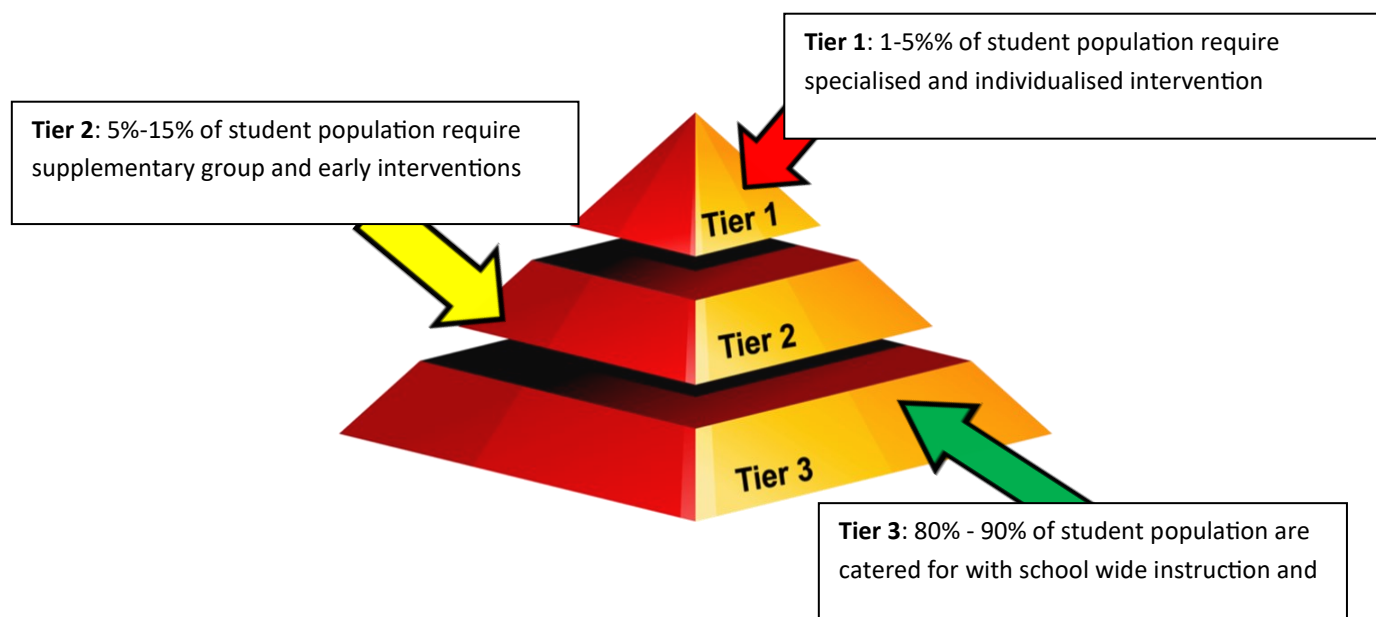 Tier 1: 1-5%% of student population require
specialised and individualised intervention
Tier 2: 5%-15% of student population require
supplementary group and early interventions
Tier 1
Tier 2
Tier 3
Tier 3: 80% - 90% of student population are
catered for with school wide instruction and